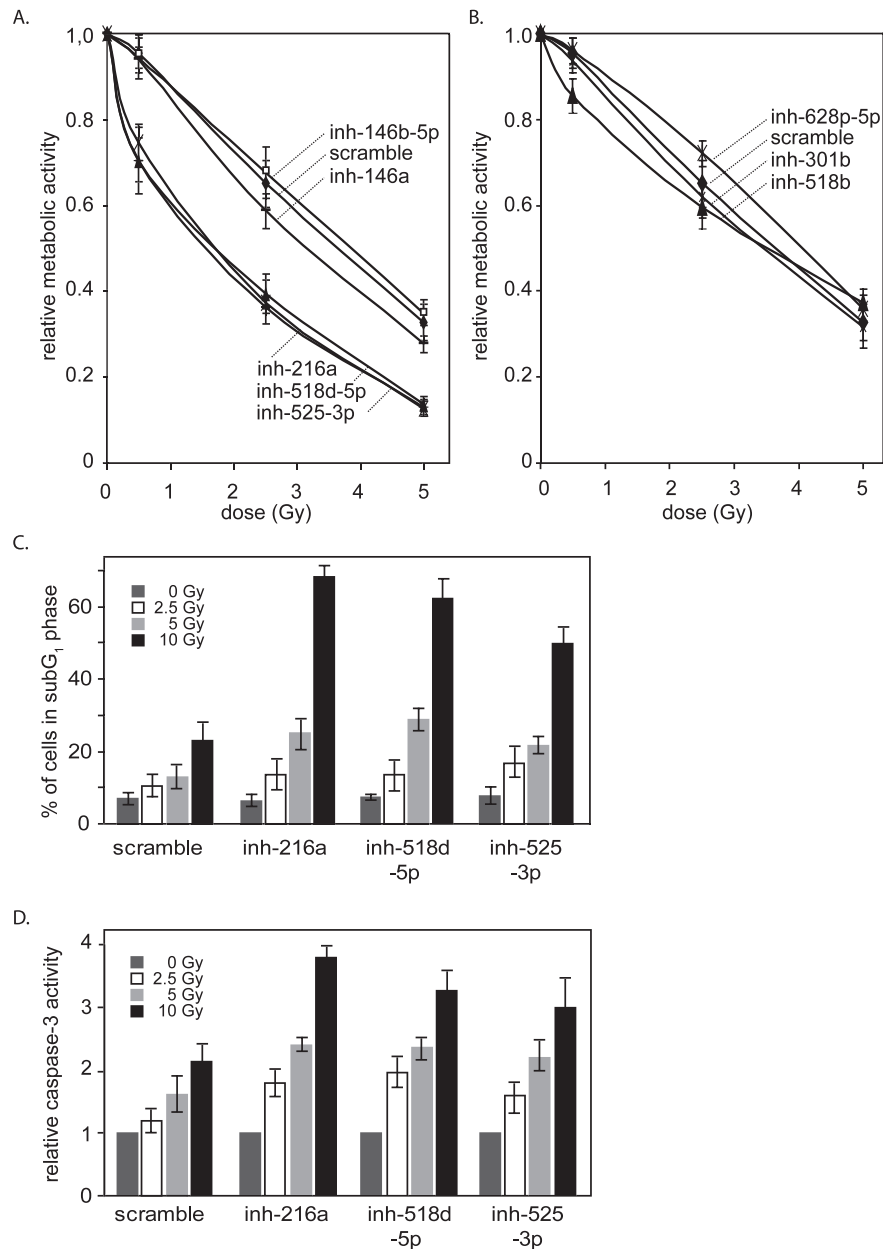 A.
1,0
0.8
0.6
0.4
0.2
0
relative metabolic activity
inh-146b-5p
scramble
inh-146a
inh-216a
inh-518d-5p
inh-525-3p
0 1 2 3 4 5
dose (Gy)
B.
1,0
0.8
0.6
0.4
0.2
0
relative metabolic activity
inh-628p-5p
scramble
inh-301b
inh-518b
0 1 2 3 4 5
dose (Gy)
C.
% of cells in subG1 phase
60
40
20
0
0 Gy
2.5 Gy
5 Gy
10 Gy
scramble inh-216a inh-518d inh-525
-5p -3p
D.
relative caspase-3 activity
4
3
2
1
0
0 Gy
2.5 Gy
5 Gy
10 Gy
scramble inh-216a inh-518d inh-525
-5p -3p